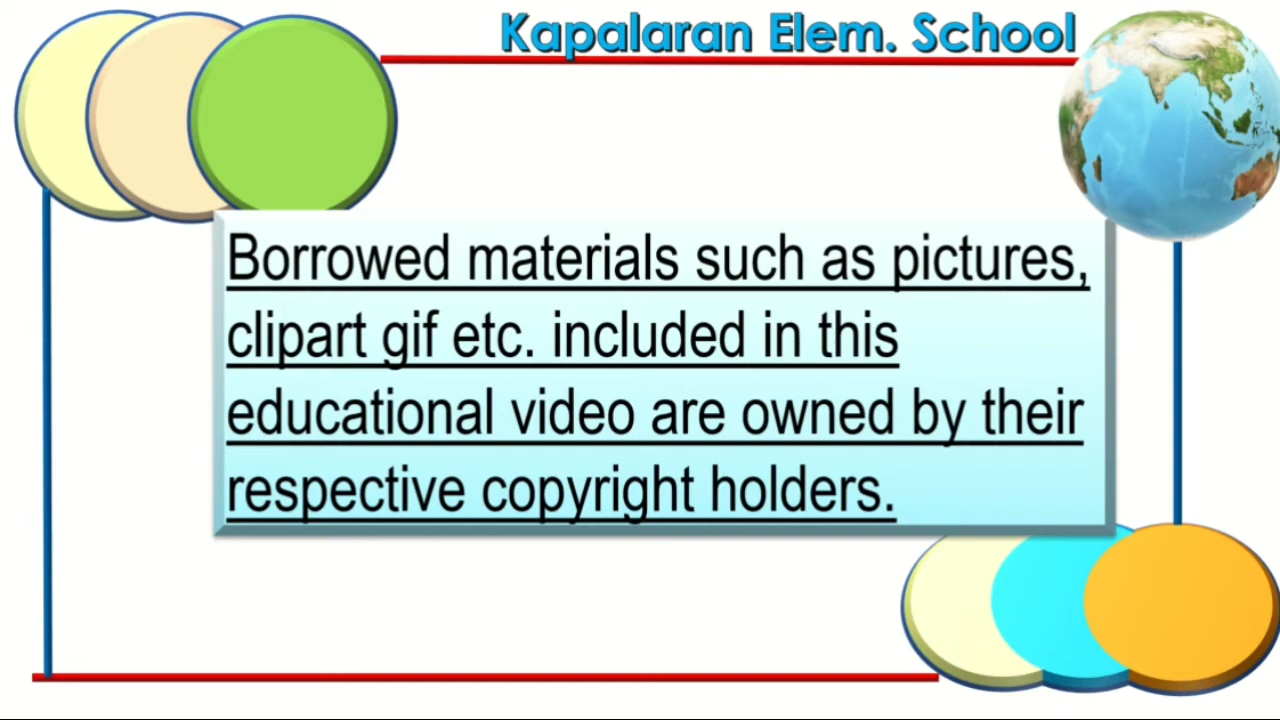 Kapalaran Elem. School
Borrowed materials such as pictures,
clipart gif etc. included in this
educational video are owned by their
respective copyright holders.